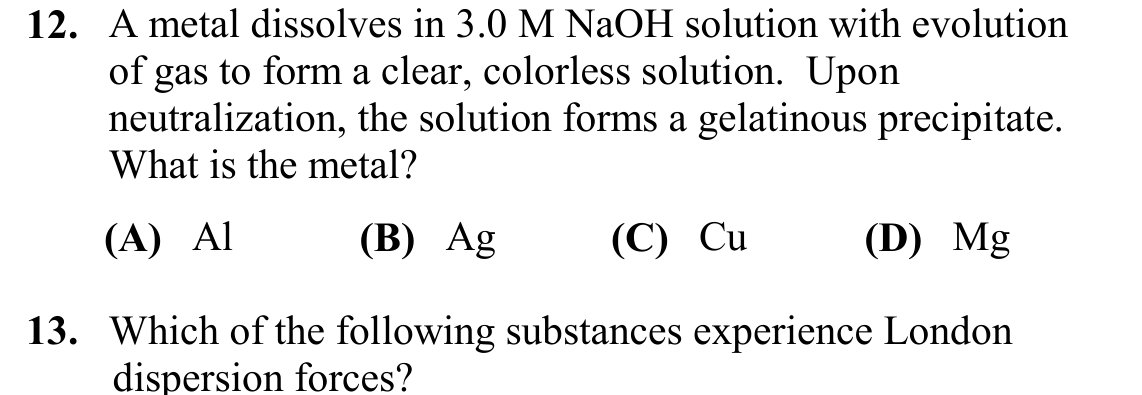 12. A metal dissolves in 3.0 M NaOH solution with evolution
of gas to form a clear, colorless solution. Upon
neutralization, the solution forms a gelatinous precipitate.
What is the metal?
(A) Al (B) Ag (C) Cu (D) Mg
13. Which of the following substances experience London
dispersion forces?